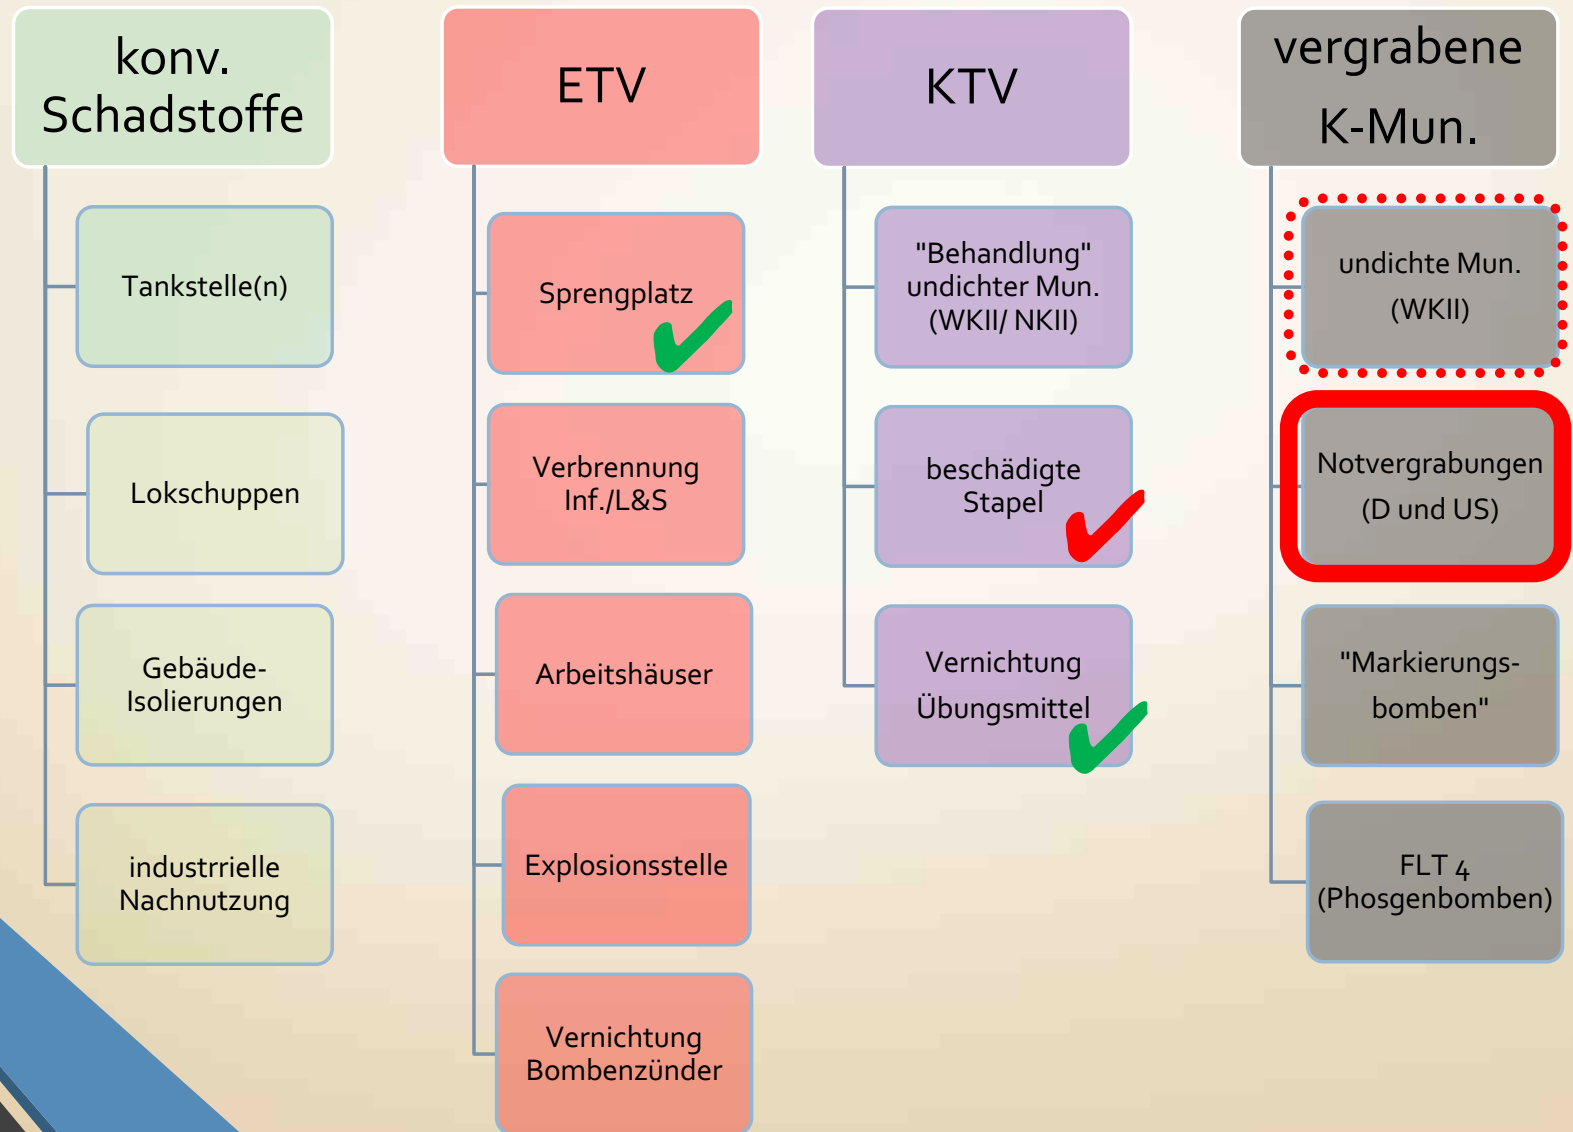 konv.
Schadstoffe
Tankstelle(n)
Lokschuppen
Gebäude-
Isolierungen
industrrielle
Nachnutzung
ETV
Sprengplatz
Verbrennung
Inf./L&S
Arbeitshäuser
Explosionsstelle
Vernichtung
Bombenzünder
KTV
"Behandlung"
undichter Mun.
(WKII/ NKII)
beschädigte
Stapel
Vernichtung
Übungsmittel
vergrabene
K-Mun.
undichte Mun.
(WKII)
Notvergrabungen
(D und US)
"Markierungs-
bomben"
FLT 4
(Phosgenbomben)